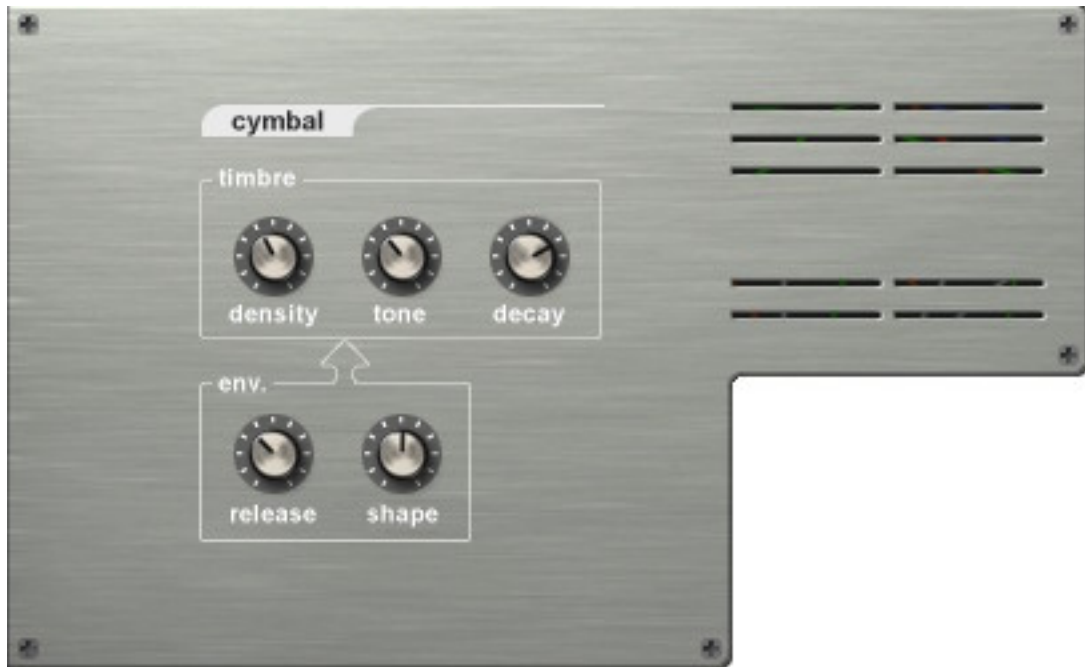 cymbal
timbre
density tone decay
env.
release shape